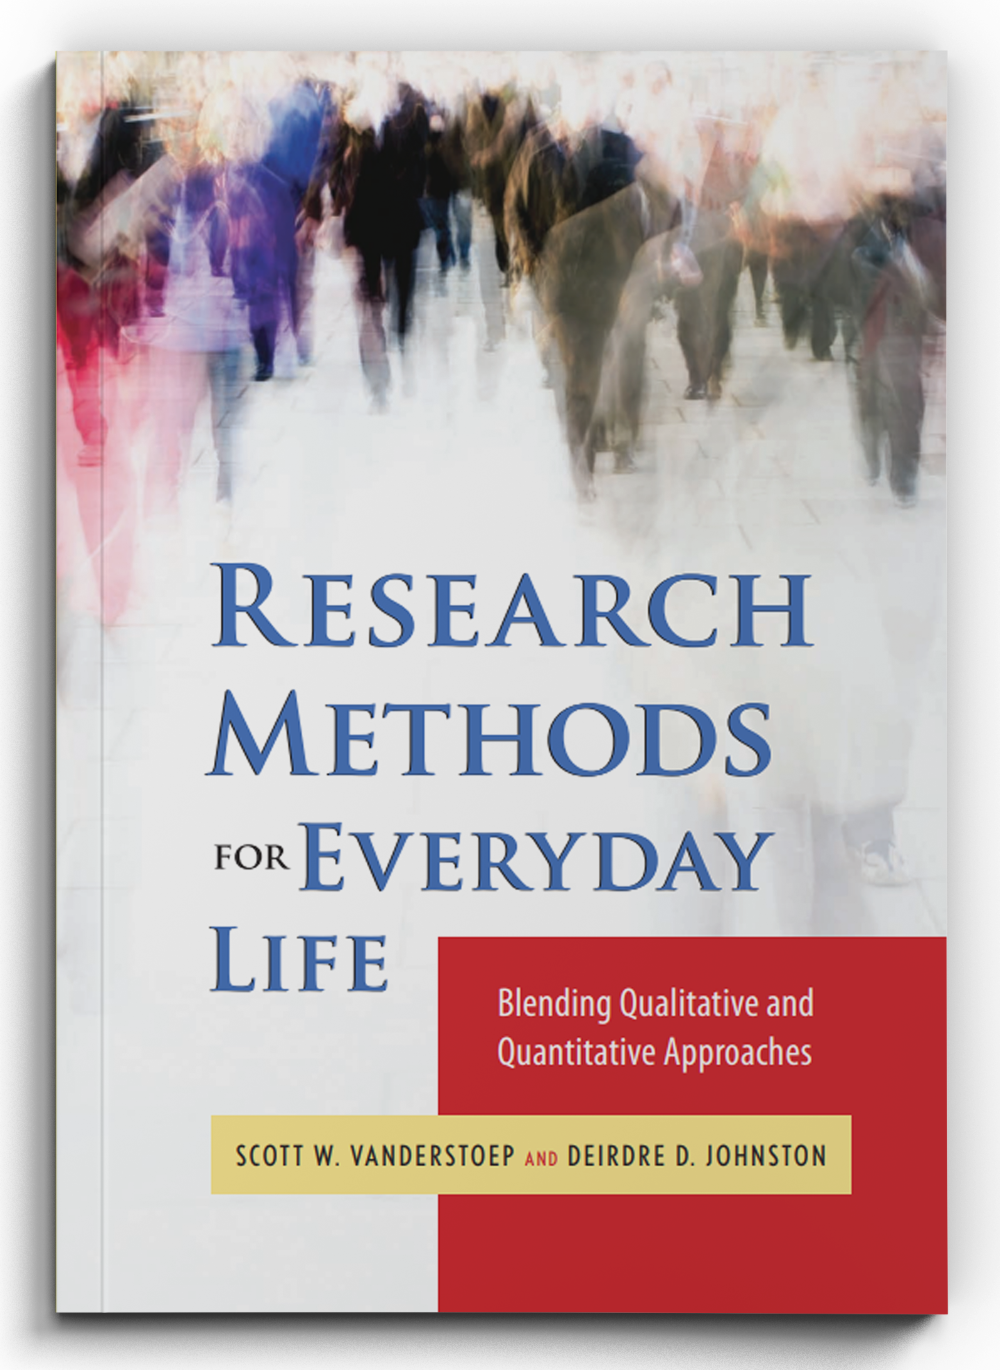 RESEARCH
METHODS
FOR EVERYDAY
LIFE
Blending Qualitative and
Quantitative Approaches
SCOTT W. VANDERSTOEP AND DEIRDRE D. JOHNSTON